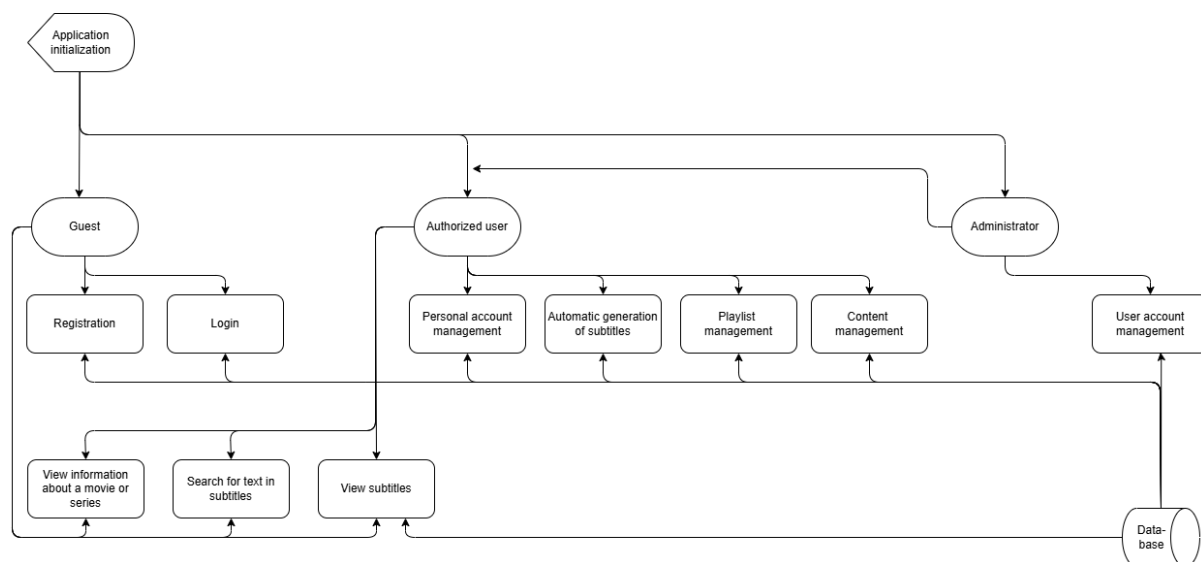 Application
initialization
Guest
Authorized user
Administrator
Registration
Login
Personal account
management
Automatic generation
of subtitles
Playlist
management
Content
management
User account
management
View information
about a movie or
series
Search for text in
subtitles
View subtitles
Data-
base